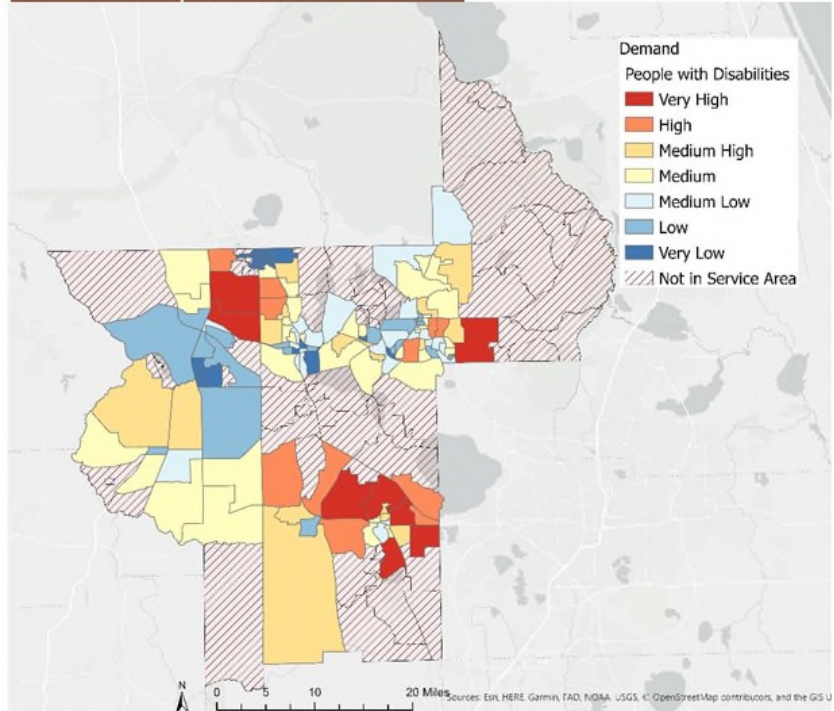 Demand
People with Disabilities
Very High
High
Medium High
Medium
Medium Low
Low
Very Low
Not in Service Area
N
0 5 10 20 Miles
Sources: Esri, HERE, Garmin, FAO, NOAA, USGS, © OpenStreetMap contributors, and the GIS U